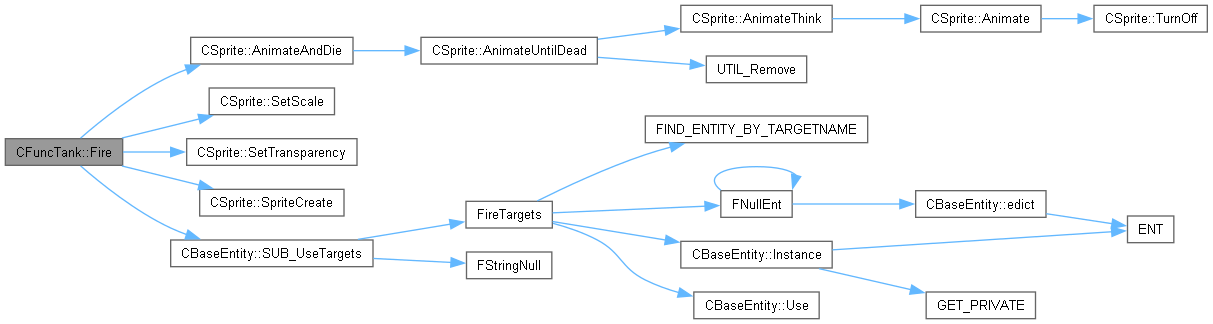 CFuncTank::Fire
CSprite::AnimateAndDie
CSprite::AnimateUntilDead
CSprite::AnimateThink
CSprite::Animate
CSprite::TurnOff
UTIL_Remove
CSprite::SetScale
CSprite::SetTransparency
CSprite::SpriteCreate
CBaseEntity::SUB_UseTargets
FireTargets
FIND_ENTITY_BY_TARGETNAME
FNullEnt
CBaseEntity::edict
ENT
CBaseEntity::Instance
GET_PRIVATE
CBaseEntity::Use
FStringNull